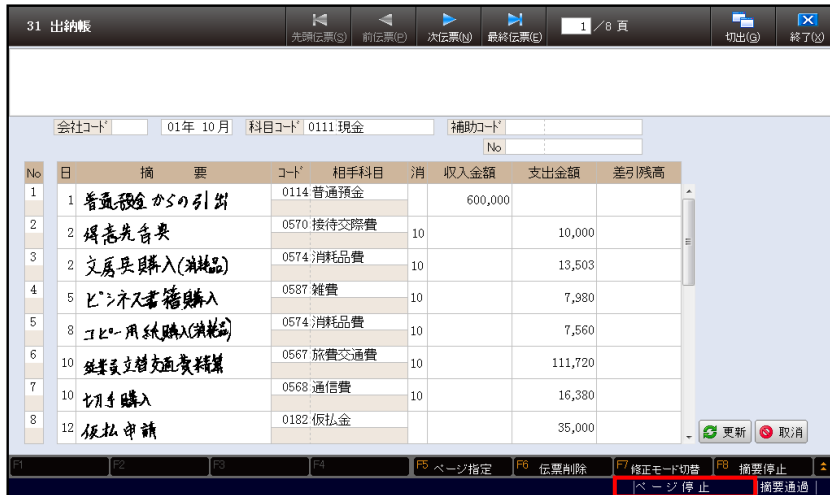 31 出納帳
先頭伝票(S) 前伝票(P) 次伝票(N) 最終伝票(E) 1 /8 頁 切出(G) 終了(X)
会社コード 01年 10月 科目コード 0111 現金 補助コード
No
No 日 摘 要 コード 相手科目 消 収入金額 支出金額 差引残高
1 1 普通預金からの引出 0114 普通預金 600,000
2 2 得意先香典 0570 接待交際費 10 10,000
3 2 文房具購入(消耗品) 0574 消耗品費 10 13,503
4 5 ビジネス書籍購入 0587 雑費 10 7,980
5 8 コピー用紙購入(消耗品) 0574 消耗品費 10 7,560
6 10 従業員立替交通費精算 0567 旅費交通費 10 111,720
7 10 切手購入 0568 通信費 10 16,380
8 12 仮払申請 0182 仮払金 35,000
更新 取消
F1 F2 F3 F4 F5 ページ指定 F6 伝票削除 F7 修正モード切替 F8 摘要停止
ページ停止 摘要通過